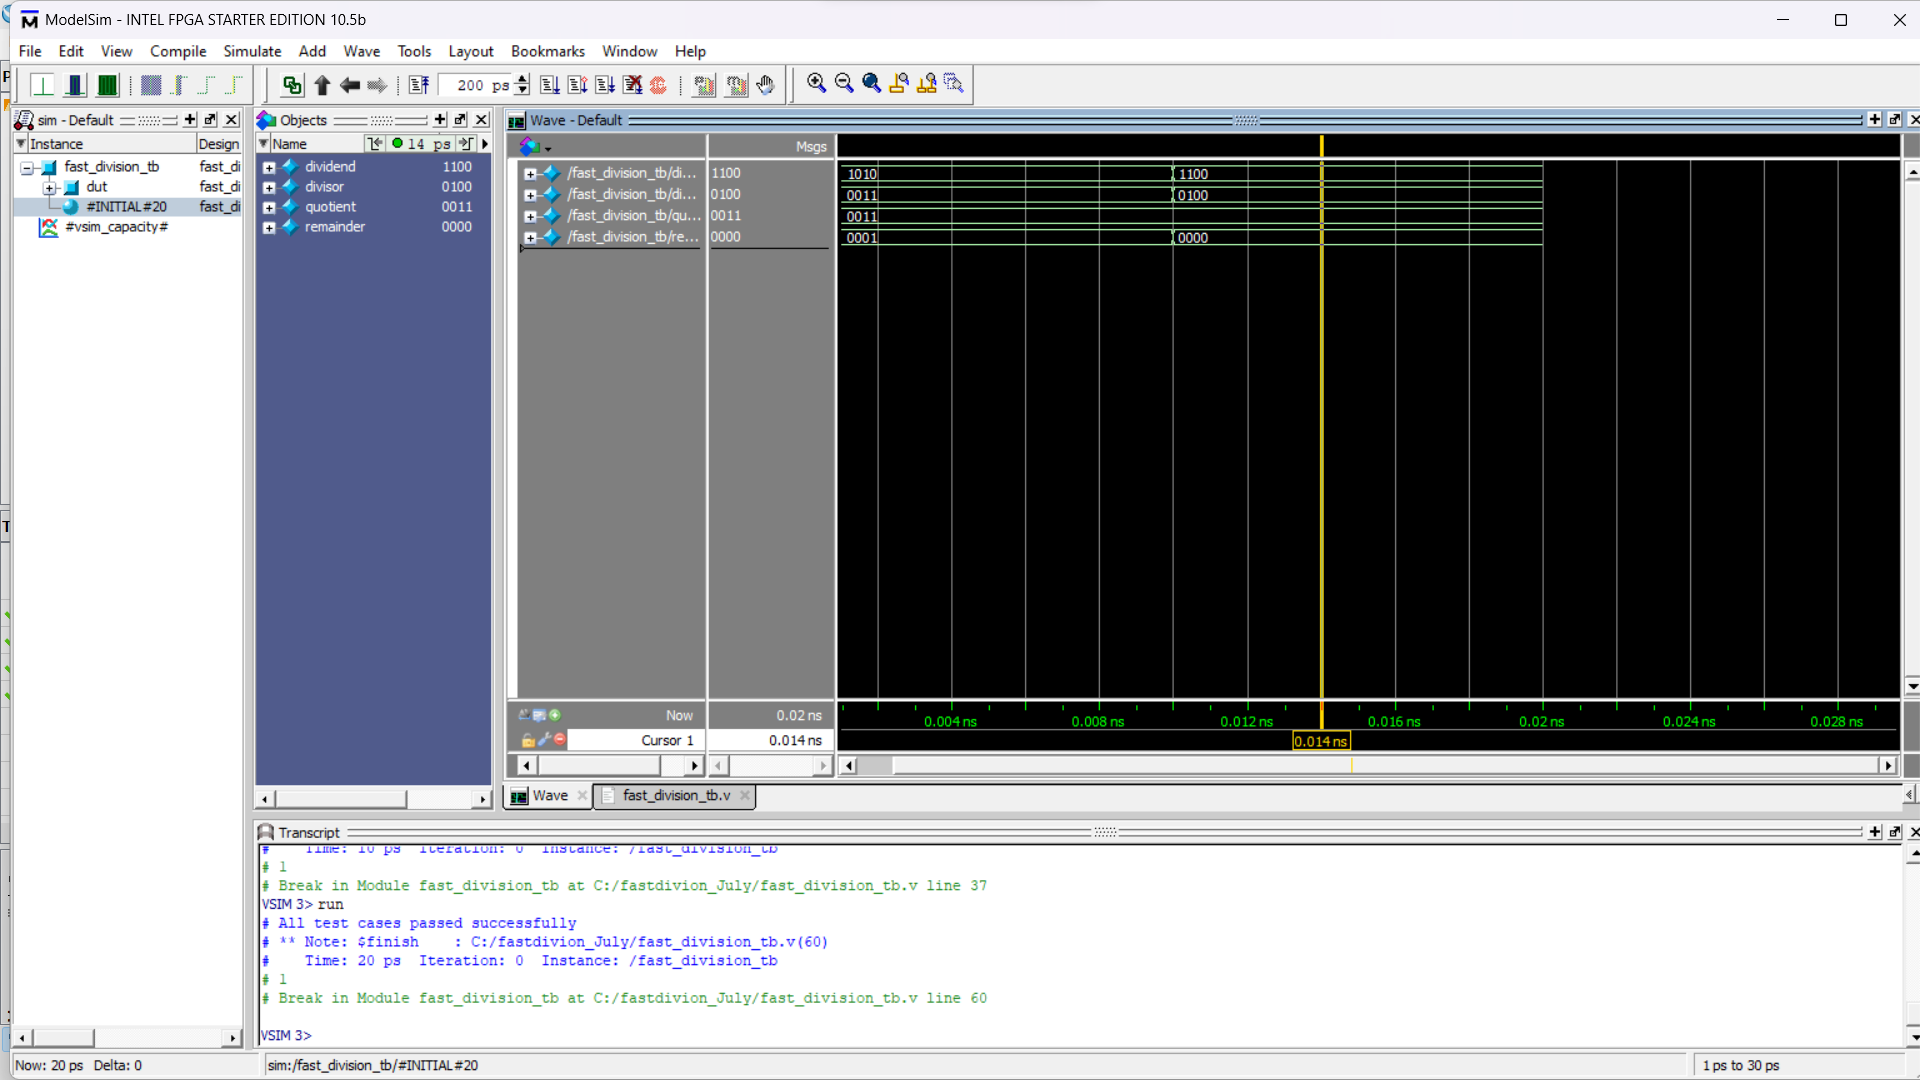 ModelSim - INTEL FPGA STARTER EDITION 10.5b
File Edit View Compile Simulate Add Wave Tools Layout Bookmarks Window Help
200 ps
sim - Default
Instance Design
fast_division_tb fast_di
dut fast_di
#INITIAL#20 fast_di
#vsim_capacity#
Objects
Name 14 ps
dividend 1100
divisor 0100
quotient 0011
remainder 0000
Wave - Default
Msgs
/fast_division_tb/di... 1100 1010 1100
/fast_division_tb/di... 0100 0011 0100
/fast_division_tb/qu... 0011 0011
/fast_division_tb/re... 0000 0001 0000
Now 0.02 ns 0.004 ns 0.008 ns 0.012 ns 0.016 ns 0.02 ns 0.024 ns 0.028 ns
Cursor 1 0.014 ns 0.014 ns
Wave fast_division_tb.v
Transcript
# Time: 10 ps Iteration: 0 Instance: /fast_division_tb
# 1
# Break in Module fast_division_tb at C:/fastdivion_July/fast_division_tb.v line 37
VSIM 3> run
# All test cases passed successfully
# ** Note: $finish : C:/fastdivion_July/fast_division_tb.v(60)
# Time: 20 ps Iteration: 0 Instance: /fast_division_tb
# 1
# Break in Module fast_division_tb at C:/fastdivion_July/fast_division_tb.v line 60
VSIM 3>
Now: 20 ps Delta: 0 sim:/fast_division_tb/#INITIAL#20 1 ps to 30 ps